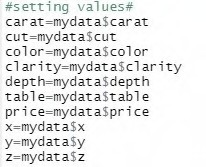 #setting values#
carat=mydata$carat
cut=mydata$cut
color=mydata$color
clarity=mydata$clarity
depth=mydata$depth
table=mydata$table
price=mydata$price
x=mydata$x
y=mydata$y
z=mydata$z